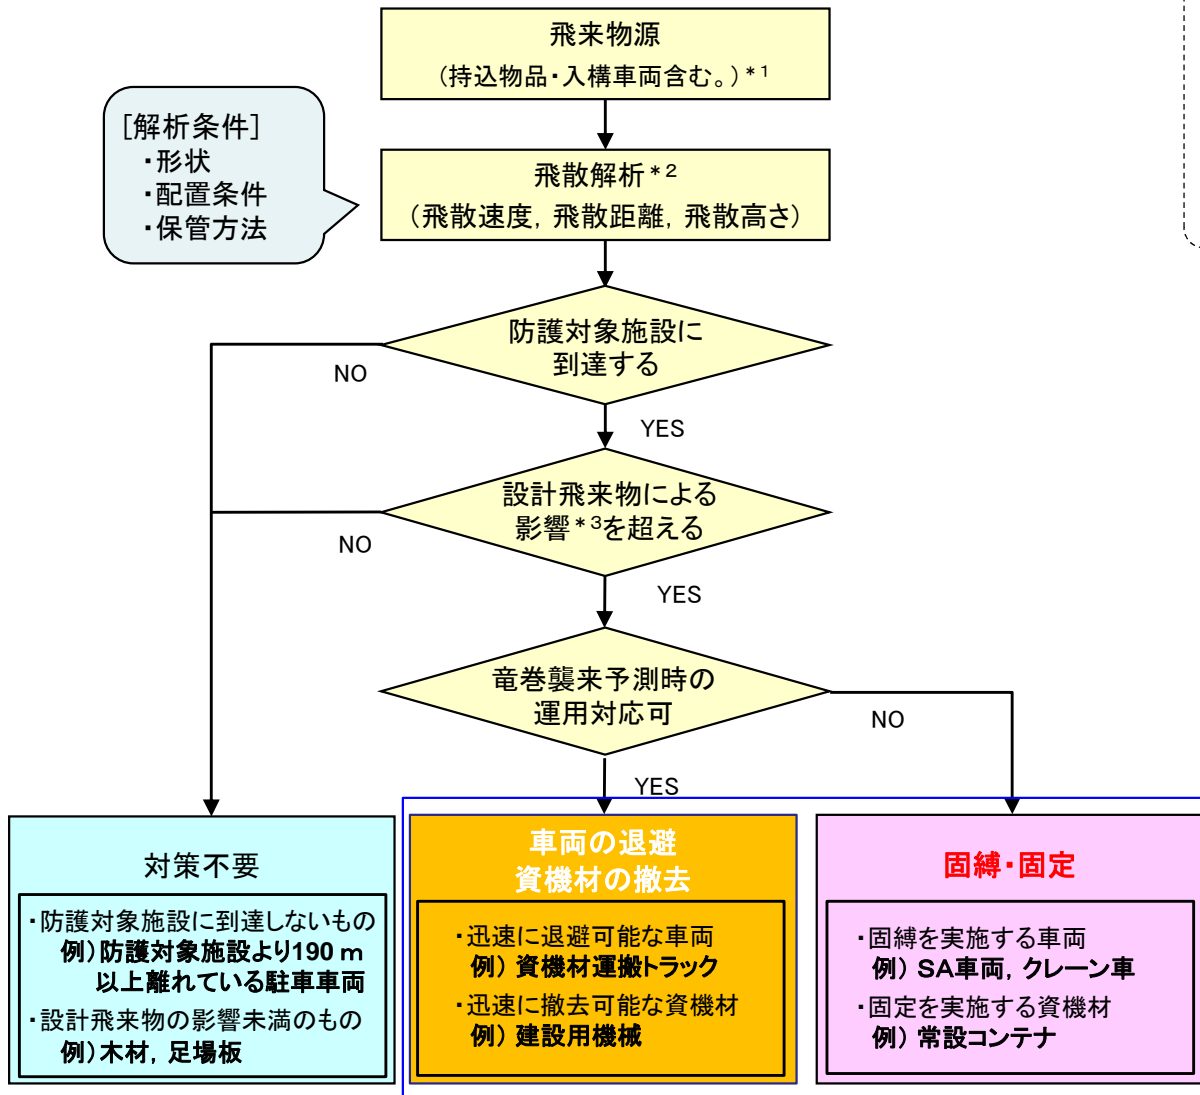 飛来物源
（持込物品・入構車両含む。）*1
[解析条件]
・形状
・配置条件
・保管方法
飛散解析*2
（飛散速度，飛散距離，飛散高さ）
防護対象施設に
到達する
NO
YES
設計飛来物による
影響*3を超える
NO
YES
竜巻襲来予測時の
運用対応可
NO
YES
対策不要
・防護対象施設に到達しないもの
例）防護対象施設より190 m
以上離れている駐車車両
・設計飛来物の影響未満のもの
例）木材，足場板
車両の退避
資機材の撤去
・迅速に退避可能な車両
例）資機材運搬トラック
・迅速に撤去可能な資機材
例）建設用機械
固縛・固定
・固縛を実施する車両
例）SA車両，クレーン車
・固定を実施する資機材
例）常設コンテナ